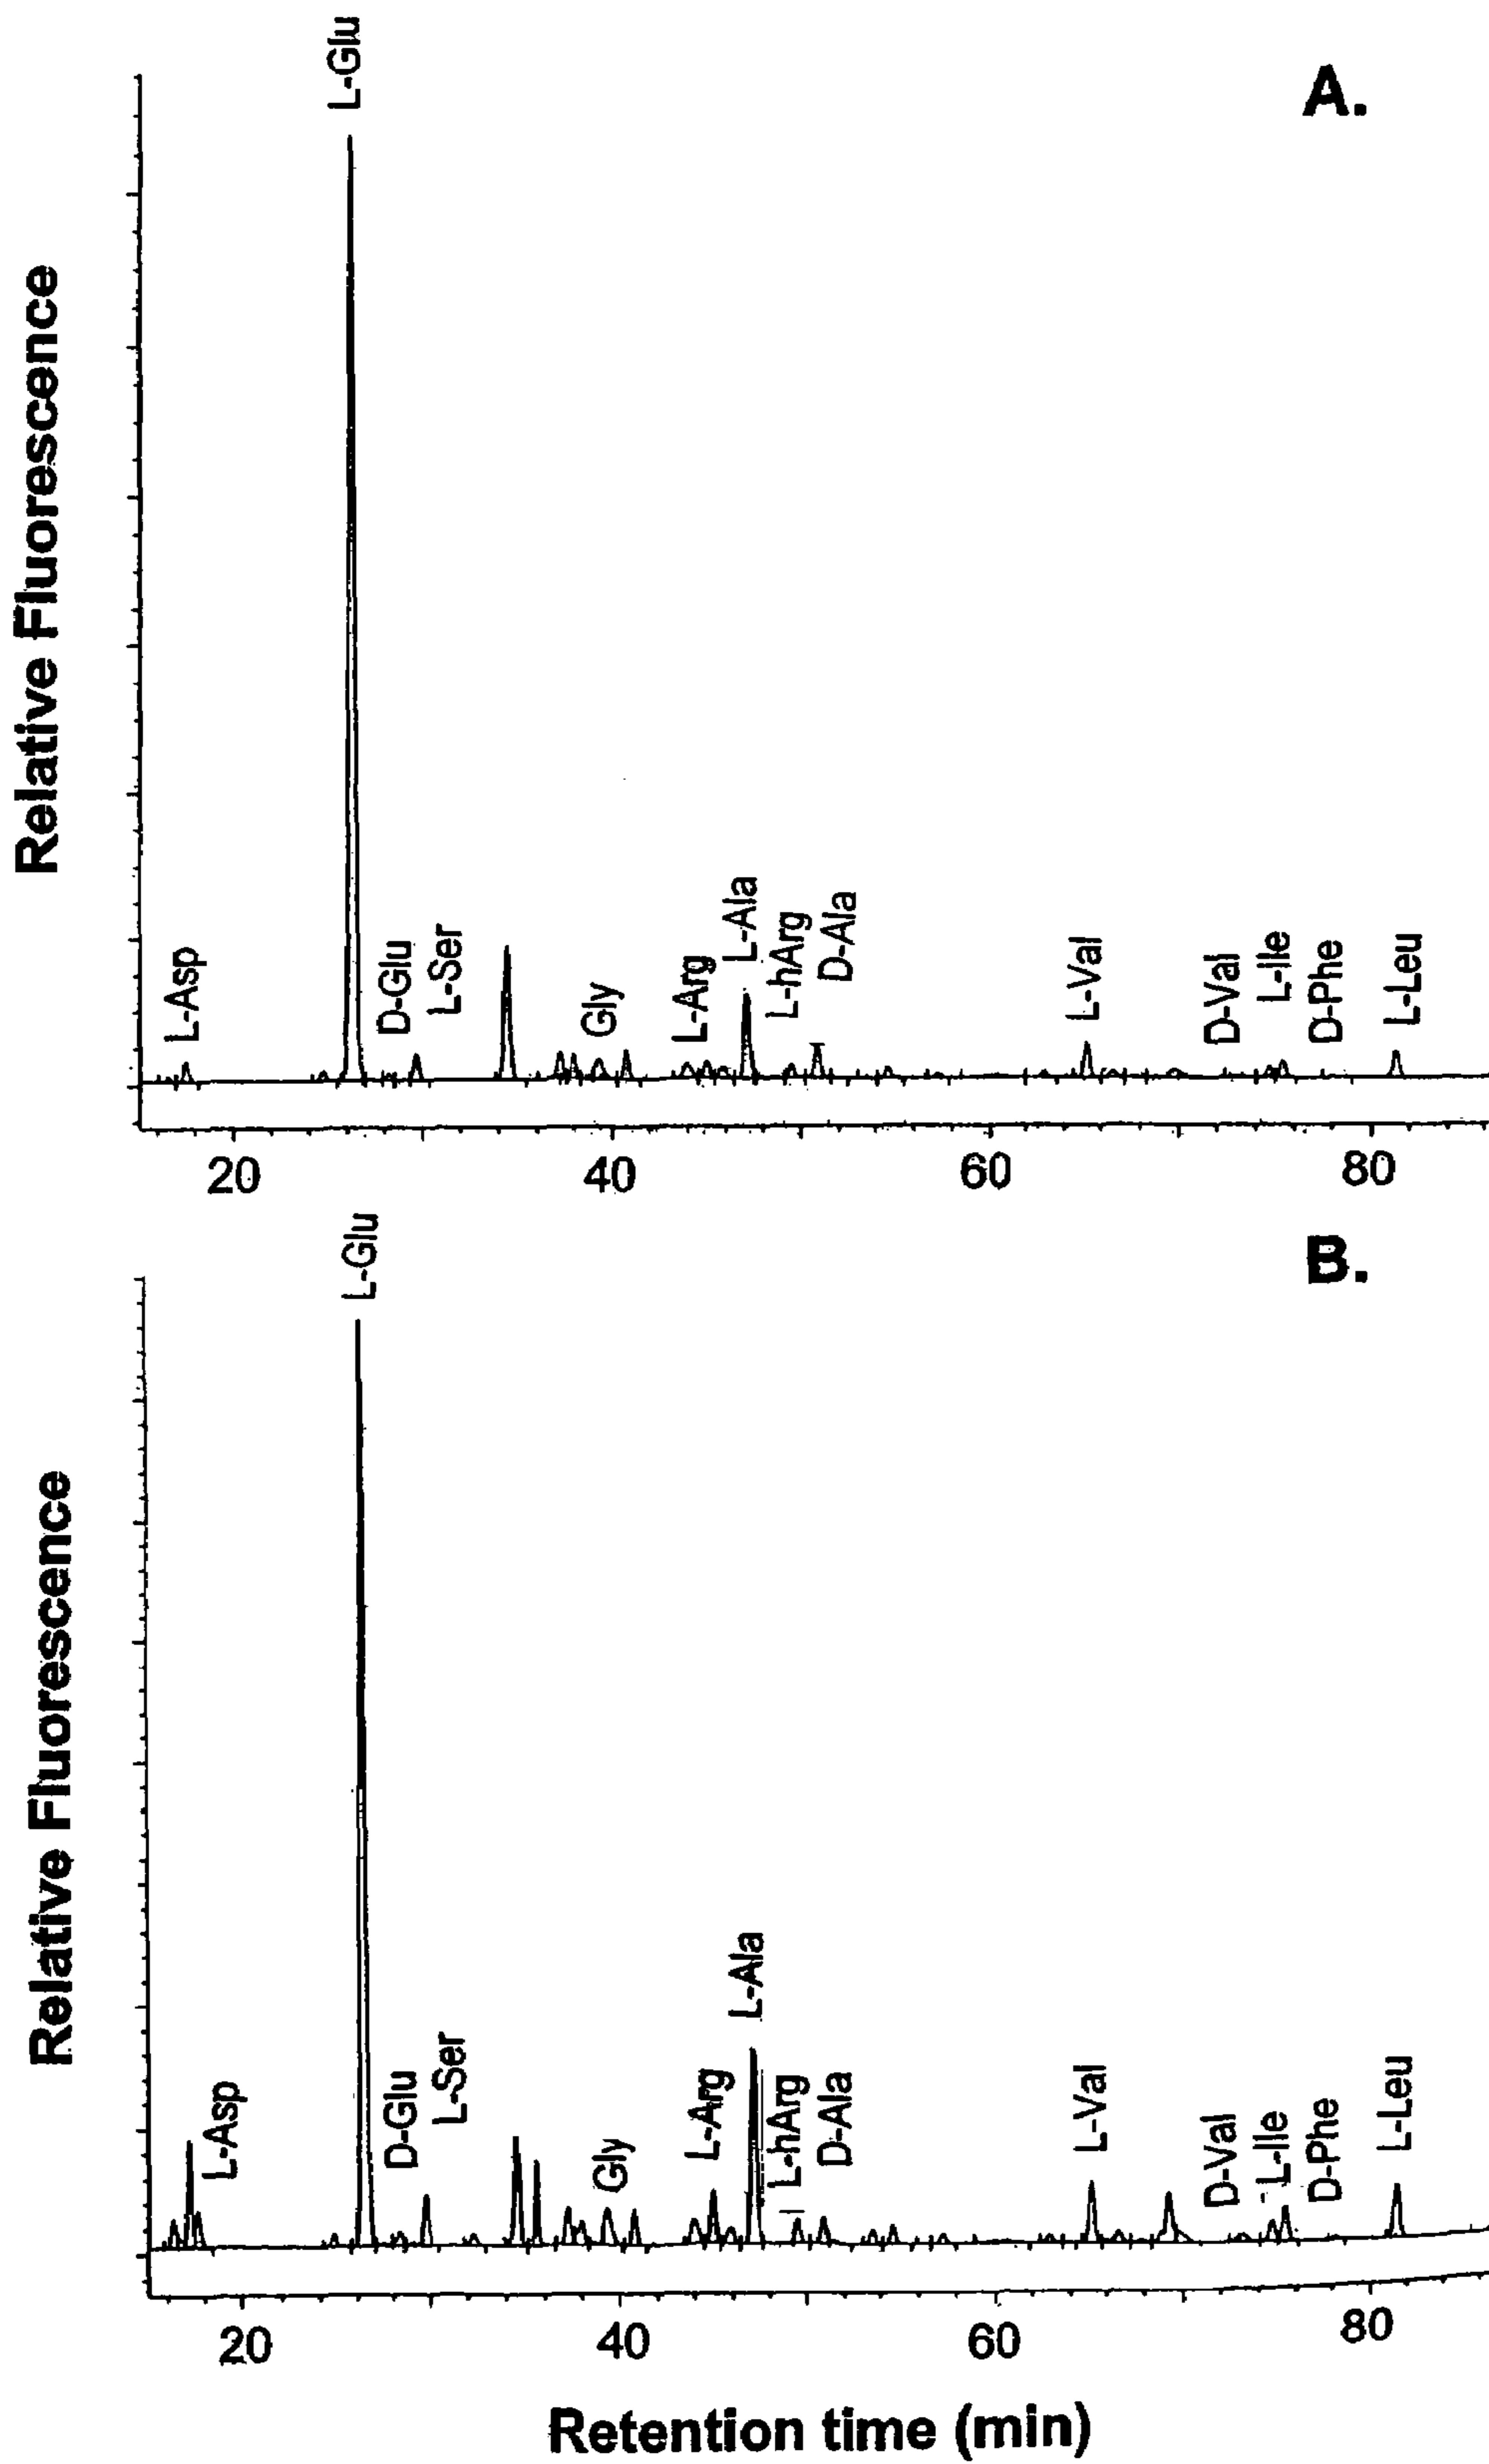 A.
L-Glu
Relative Fluorescence
L-Asp
D-Glu
L-Ser
Gly
L-Arg
L-Ala
L-hArg
D-Ala
L-Val
D-Val
L-Ile
D-Phe
L-Leu
20
40
60
80
B.
L-Glu
Relative Fluorescence
L-Asp
D-Glu
L-Ser
Gly
L-Arg
L-Ala
L-hArg
D-Ala
L-Val
D-Val
L-Ile
D-Phe
L-Leu
20
40
60
80
Retention time (min)